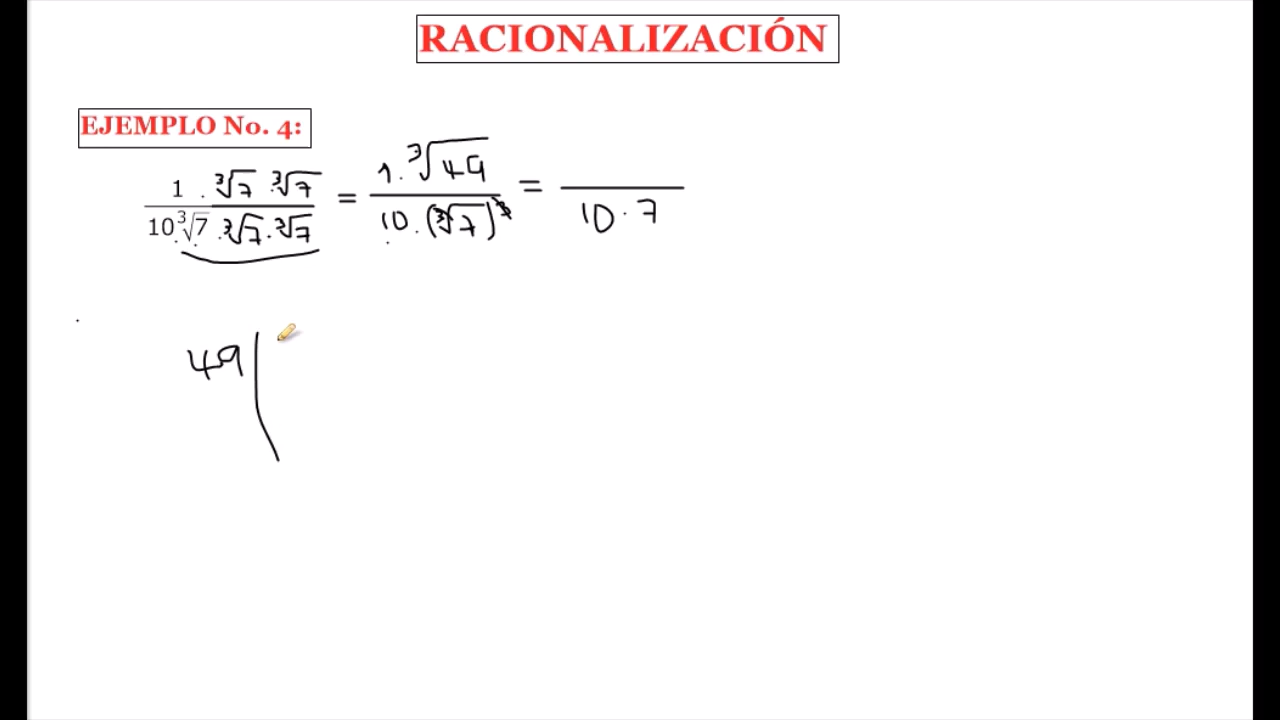 RACIONALIZACIÓN
EJEMPLO No. 4:
1 . ∛7 . ∛7 / 10∛7 . ∛7 . ∛7 = 1 . ∛49 / 10 . (∛7)³ = / 10 . 7
49